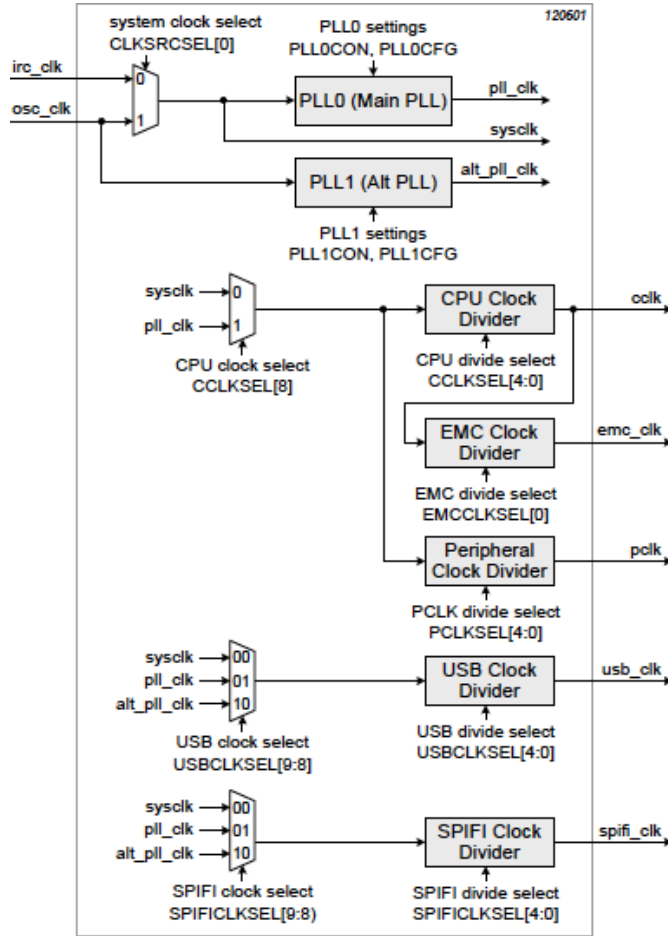 120601
system clock select
CLKSRCSEL[0]
PLL0 settings
PLL0CON, PLL0CFG
irc_clk
0
osc_clk
1
PLL0 (Main PLL)
pll_clk
sysclk
PLL1 (Alt PLL)
alt_pll_clk
PLL1 settings
PLL1CON, PLL1CFG
sysclk
0
pll_clk
1
CPU clock select
CCLKSEL[8]
CPU Clock
Divider
cclk
CPU divide select
CCLKSEL[4:0]
EMC Clock
Divider
emc_clk
EMC divide select
EMCCLKSEL[0]
Peripheral
Clock Divider
pclk
PCLK divide select
PCLKSEL[4:0]
sysclk
00
pll_clk
01
alt_pll_clk
10
USB clock select
USBCLKSEL[9:8]
USB Clock
Divider
usb_clk
USB divide select
USBCLKSEL[4:0]
sysclk
00
pll_clk
01
alt_pll_clk
10
SPIFI clock select
SPIFICLKSEL[9:8)
SPIFI Clock
Divider
spifi_clk
SPIFI divide select
SPIFICLKSEL[4:0]